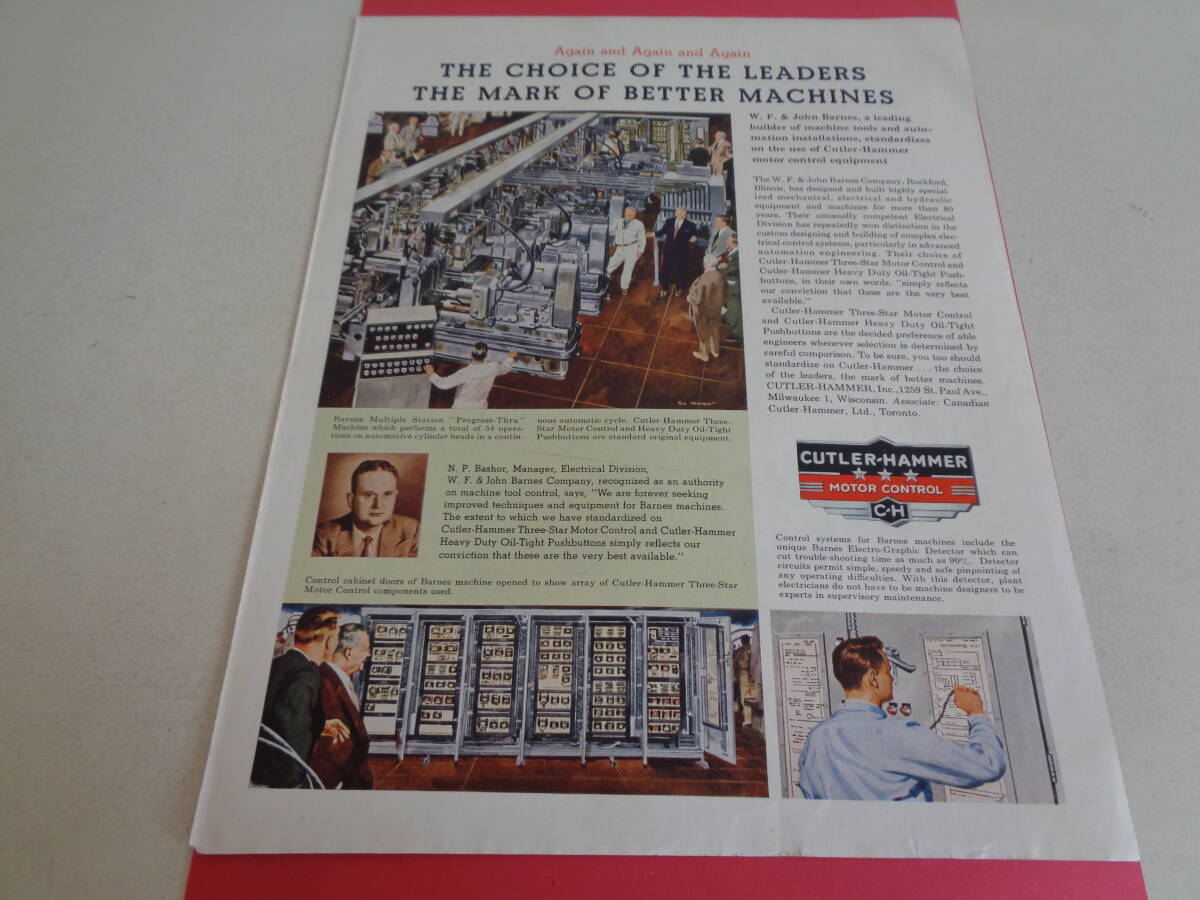 Again and Again and Again
THE CHOICE OF THE LEADERS
THE MARK OF BETTER MACHINES
W. F. & John Barnes, a leading
builder of machine tools and auto-
mation installations, standardizes
on the use of Cutler-Hammer
motor control equipment
The W. F. & John Barnes Company, Rockford,
Illinois, has designed and built highly special-
ized mechanical, electrical and hydraulic
equipment and machines for more than 80
years. Their unusually competent Electrical
Division has repeatedly won distinction in the
custom designing and building of complex elec-
trical control systems, particularly in advanced
automation engineering. Their choice of
Cutler-Hammer Three-Star Motor Control and
Cutler-Hammer Heavy Duty Oil-Tight Push-
buttons, in their own words, "simply reflects
our conviction that these are the very best
available."
Cutler-Hammer Three-Star Motor Control
and Cutler-Hammer Heavy Duty Oil-Tight
Pushbuttons are the decided preference of able
engineers whenever selection is determined by
careful comparison. To be sure, you too should
standardize on Cutler-Hammer . . . the choice
of the leaders, the mark of better machines.
CUTLER-HAMMER, Inc., 1259 St. Paul Ave.,
Milwaukee 1, Wisconsin. Associate: Canadian
Cutler-Hammer, Ltd., Toronto.
Barnes Multiple Station "Progress-Thru"
Machine which performs a total of 54 opera-
tions on automotive cylinder heads in a contin-
uous automatic cycle. Cutler-Hammer Three-
Star Motor Control and Heavy Duty Oil-Tight
Pushbuttons are standard original equipment.
N. P. Bashor, Manager, Electrical Division,
W. F. & John Barnes Company, recognized as an authority
on machine tool control, says, "We are forever seeking
improved techniques and equipment for Barnes machines.
The extent to which we have standardized on
Cutler-Hammer Three-Star Motor Control and Cutler-Hammer
Heavy Duty Oil-Tight Pushbuttons simply reflects our
conviction that these are the very best available."
CUTLER-HAMMER
MOTOR CONTROL
C-H
Control systems for Barnes machines include the
unique Barnes Electro-Graphic Detector which can
cut trouble-shooting time as much as 90%. Detector
circuits permit simple, speedy and safe pinpointing of
any operating difficulties. With this detector, plant
electricians do not have to be machine designers to be
experts in supervisory maintenance.
Control cabinet doors of Barnes machine opened to show array of Cutler-Hammer Three-Star
Motor Control components used.